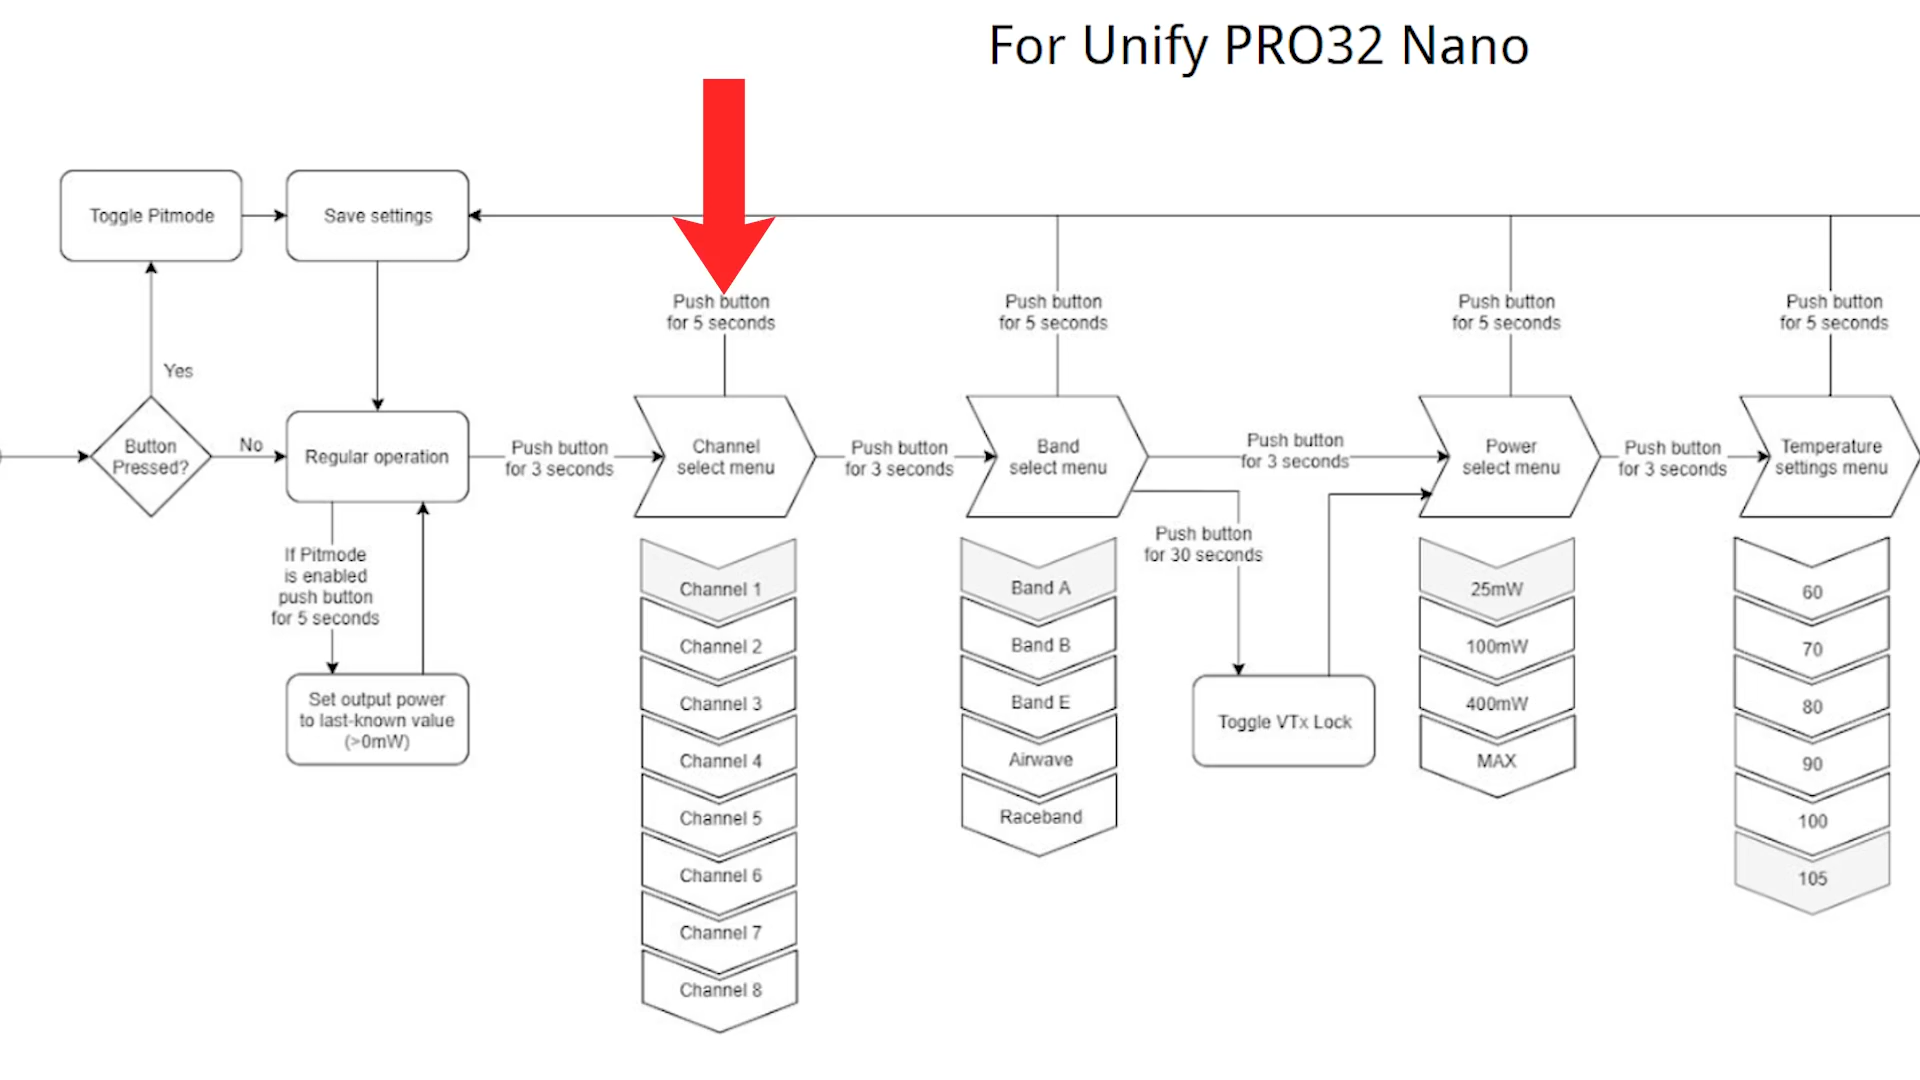 For Unify PRO32 Nano
Toggle Pitmode
Save settings
Push button
for 5 seconds
Push button
for 5 seconds
Push button
for 5 seconds
Push button
for 5 seconds
Yes
Button
Pressed?
No
Regular operation
Push button
for 3 seconds
Channel
select menu
Push button
for 3 seconds
Band
select menu
Push button
for 3 seconds
Power
select menu
Push button
for 3 seconds
Temperature
settings menu
If Pitmode
is enabled
push button
for 5 seconds
Set output power
to last-known value
(>0mW)
Channel 1
Channel 2
Channel 3
Channel 4
Channel 5
Channel 6
Channel 7
Channel 8
Band A
Band B
Band E
Airwave
Raceband
Push button
for 30 seconds
Toggle VTx Lock
25mW
100mW
400mW
MAX
60
70
80
90
100
105